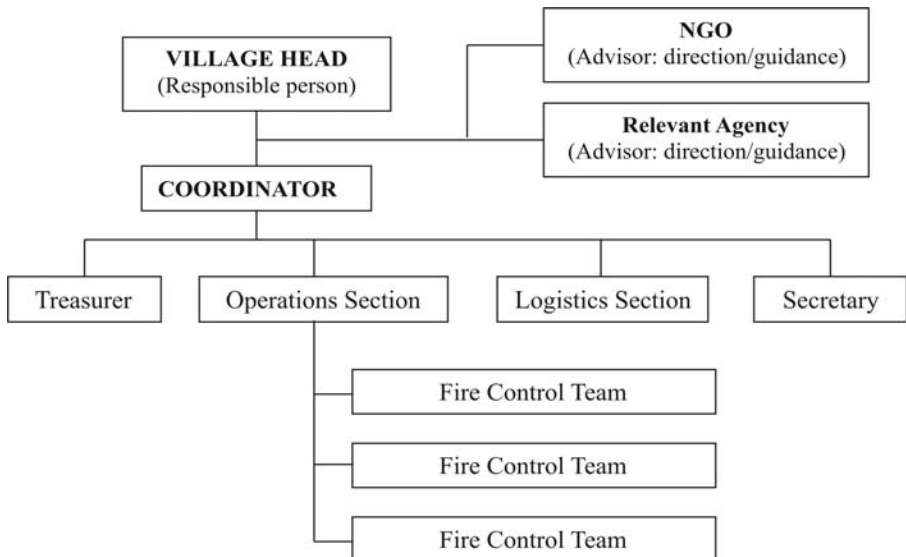 VILLAGE HEAD
(Responsible person)
NGO
(Advisor: direction/guidance)
Relevant Agency
(Advisor: direction/guidance)
COORDINATOR
Treasurer
Operations Section
Logistics Section
Secretary
Fire Control Team
Fire Control Team
Fire Control Team